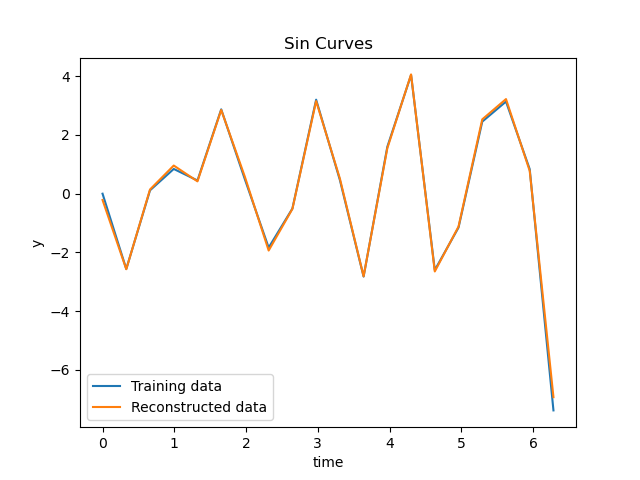 Sin Curves
4
2
0
−2
−4
−6
y
Training data
Reconstructed data
0 1 2 3 4 5 6
time